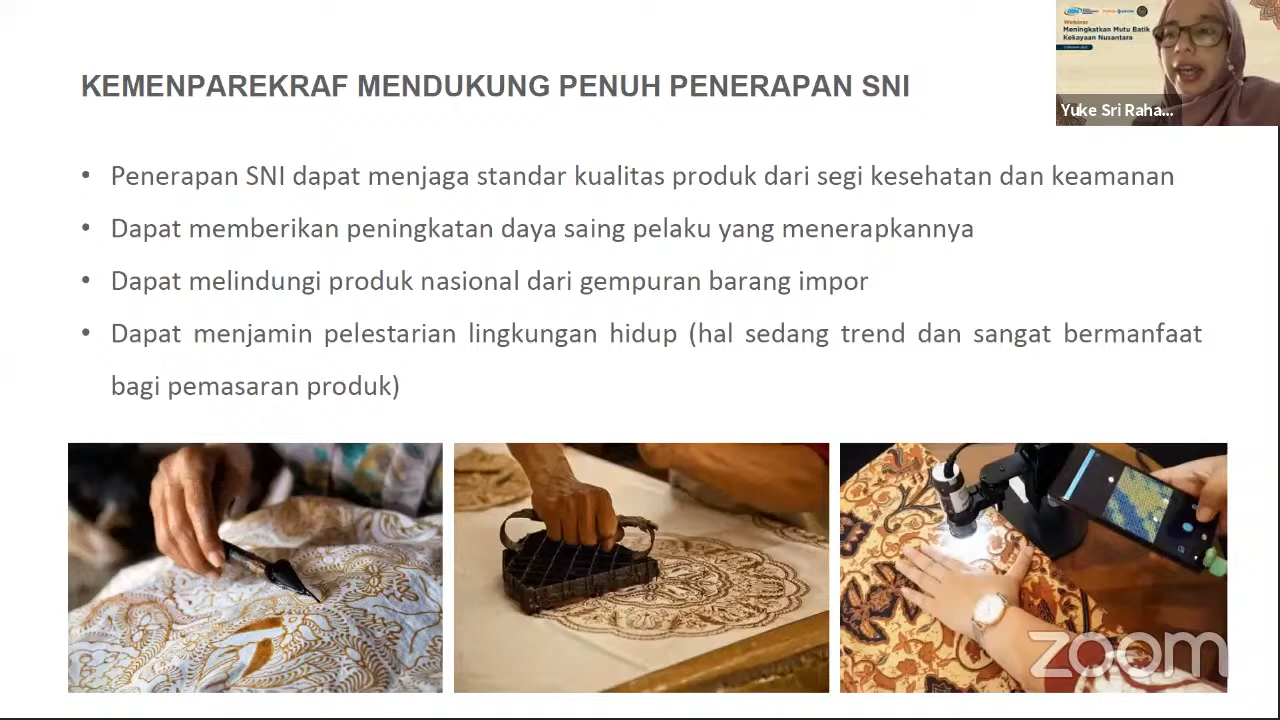 Webinar
Meningkatkan Mutu Batik
Kekayaan Nusantara
Yuke Sri Raha...
KEMENPAREKRAF MENDUKUNG PENUH PENERAPAN SNI
• Penerapan SNI dapat menjaga standar kualitas produk dari segi kesehatan dan keamanan
• Dapat memberikan peningkatan daya saing pelaku yang menerapkannya
• Dapat melindungi produk nasional dari gempuran barang impor
• Dapat menjamin pelestarian lingkungan hidup (hal sedang trend dan sangat bermanfaat
bagi pemasaran produk)
zoom